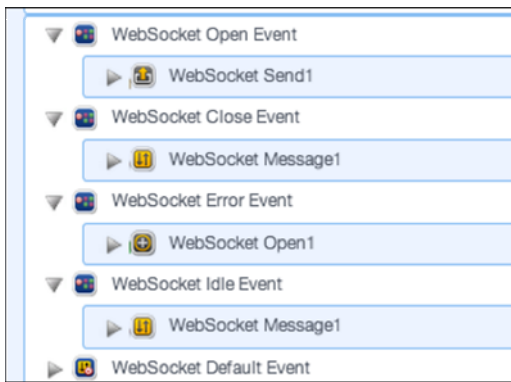 WebSocket Open Event
WebSocket Send1
WebSocket Close Event
WebSocket Message1
WebSocket Error Event
WebSocket Open1
WebSocket Idle Event
WebSocket Message1
WebSocket Default Event